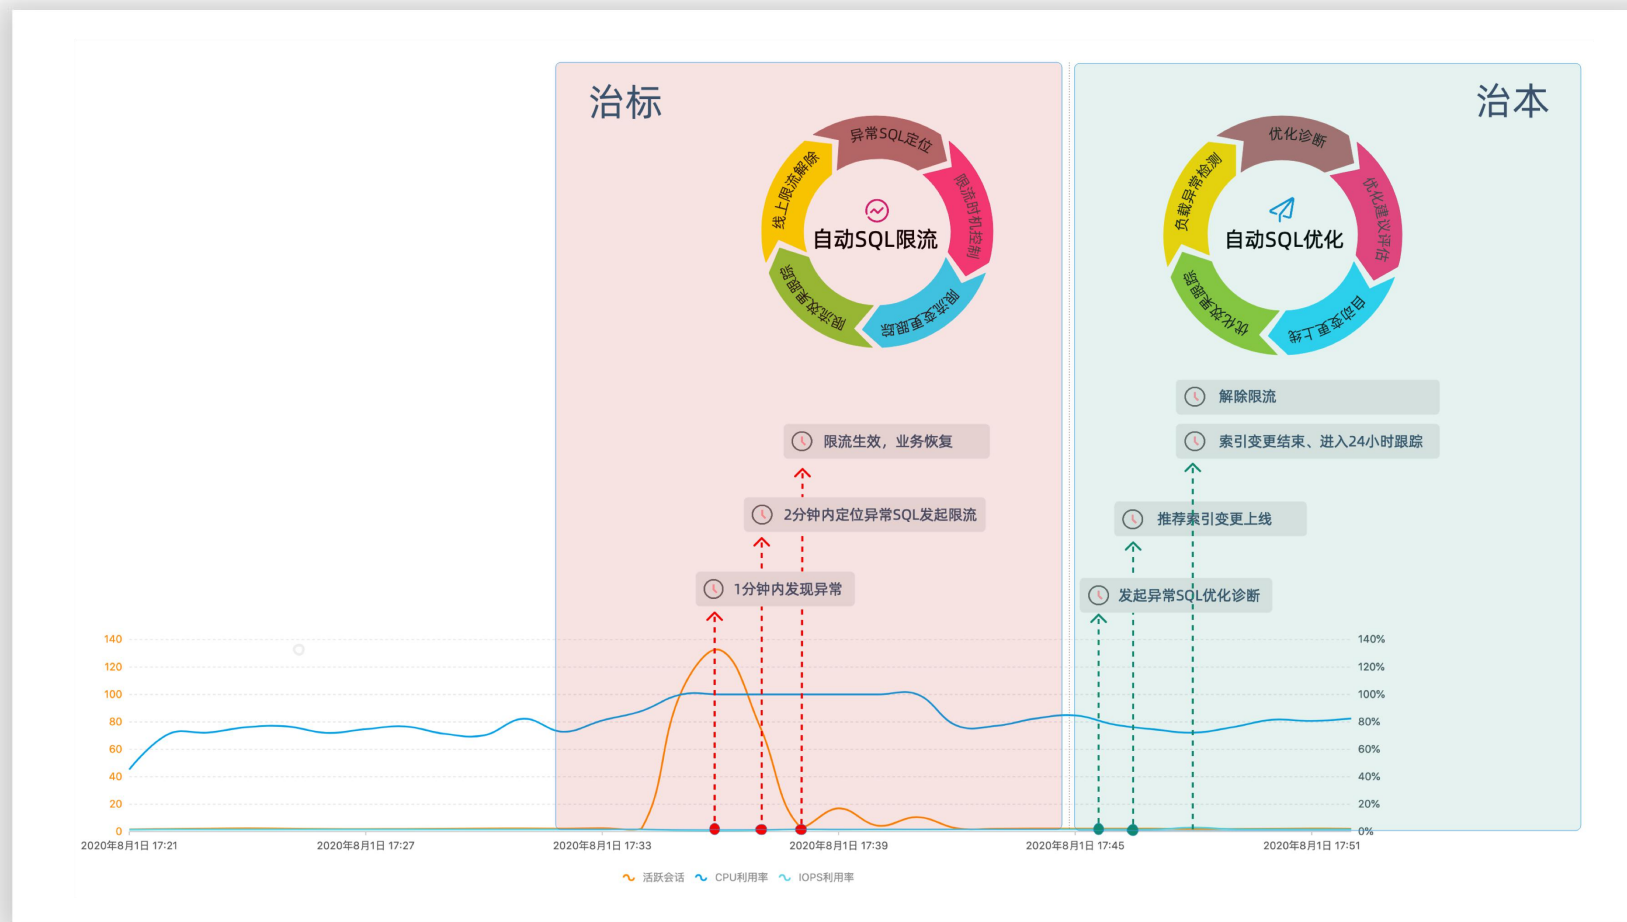 治标
治本
异常SQL定位
限流时机控制
限流变更跟踪
限流效果跟踪
线上限流解除
自动SQL限流
优化诊断
优化建议评估
自动变更上线
优化效果跟踪
负载异常检测
自动SQL优化
解除限流
限流生效，业务恢复
索引变更结束、进入24小时跟踪
2分钟内定位异常SQL发起限流
推荐索引变更上线
1分钟内发现异常
发起异常SQL优化诊断
140
120
100
80
60
40
20
0
140%
120%
100%
80%
60%
40%
20%
0%
2020年8月1日 17:21
2020年8月1日 17:27
2020年8月1日 17:33
2020年8月1日 17:39
2020年8月1日 17:45
2020年8月1日 17:51
活跃会话
CPU利用率
IOPS利用率